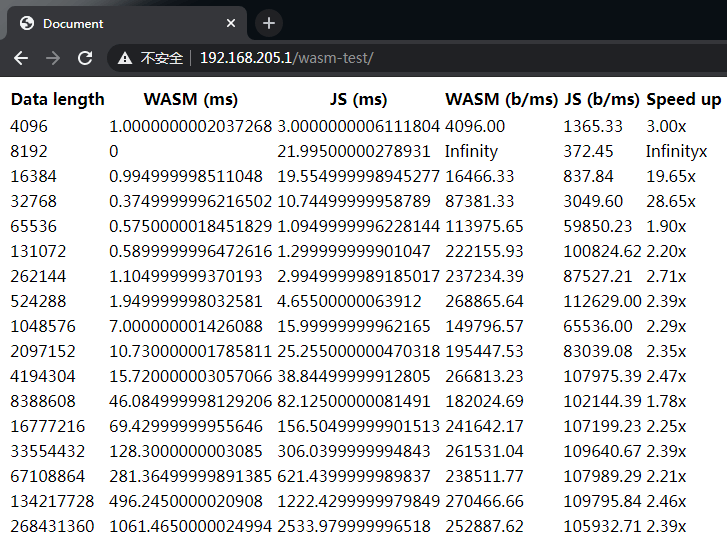 Document
不安全 192.168.205.1/wasm-test/
Data length WASM (ms) JS (ms) WASM (b/ms) JS (b/ms) Speed up
4096 1.0000000002037268 3.0000000006111804 4096.00 1365.33 3.00x
8192 0 21.99500000278931 Infinity 372.45 Infinityx
16384 0.994999998511048 19.554999998945277 16466.33 837.84 19.65x
32768 0.3749999996216502 10.74499999958789 87381.33 3049.60 28.65x
65536 0.5750000018451829 1.0949999996228144 113975.65 59850.23 1.90x
131072 0.5899999996472616 1.299999999901047 222155.93 100824.62 2.20x
262144 1.104999999370193 2.9949999989185017 237234.39 87527.21 2.71x
524288 1.949999998032581 4.65500000063912 268865.64 112629.00 2.39x
1048576 7.000000001426088 15.99999999962165 149796.57 65536.00 2.29x
2097152 10.730000001785811 25.255000000470318 195447.53 83039.08 2.35x
4194304 15.720000003057066 38.84499999912805 266813.23 107975.39 2.47x
8388608 46.084999998129206 82.12500000081491 182024.69 102144.39 1.78x
16777216 69.42999999955646 156.50499999901513 241642.17 107199.23 2.25x
33554432 128.3000000003085 306.0399999994843 261531.04 109640.67 2.39x
67108864 281.36499999891385 621.4399999989837 238511.77 107989.29 2.21x
134217728 496.2450000020908 1222.4299999979849 270466.66 109795.84 2.46x
268431360 1061.4650000024994 2533.979999996518 252887.62 105932.71 2.39x